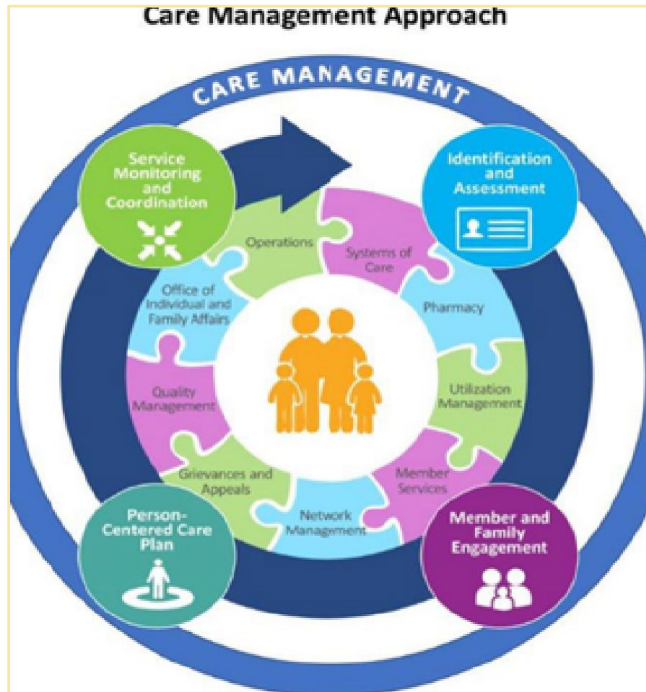 Care Management Approach
CARE MANAGEMENT
Service
Monitoring
and
Coordination
Identification
and
Assessment
Operations
Systems of
Care
Office of
Individual and
Family Affairs
Pharmacy
Quality
Management
Utilization
Management
Grievances and
Appeals
Member
Services
Network
Management
Person-
Centered Care
Plan
Member and
Family
Engagement